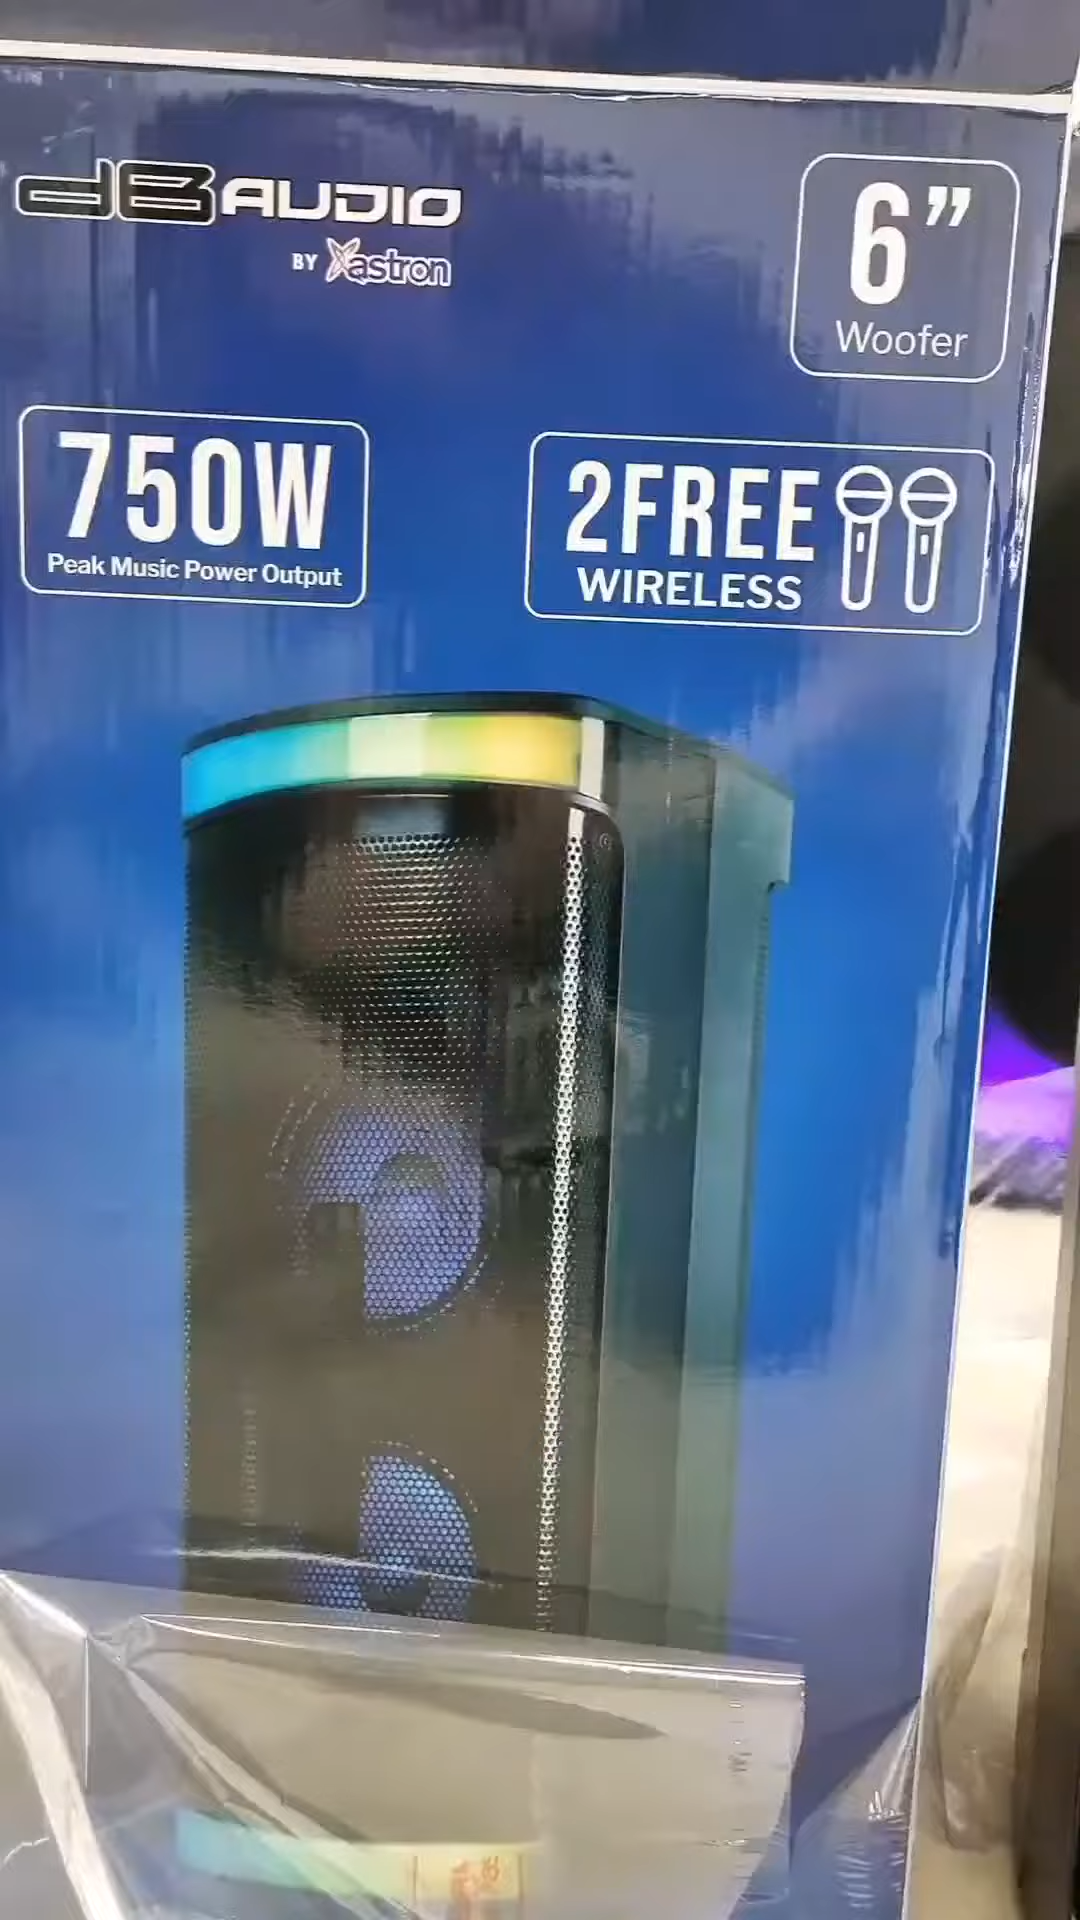 dB AUDIO
BY Xastron
6”
Woofer
750W
Peak Music Power Output
2FREE
WIRELESS